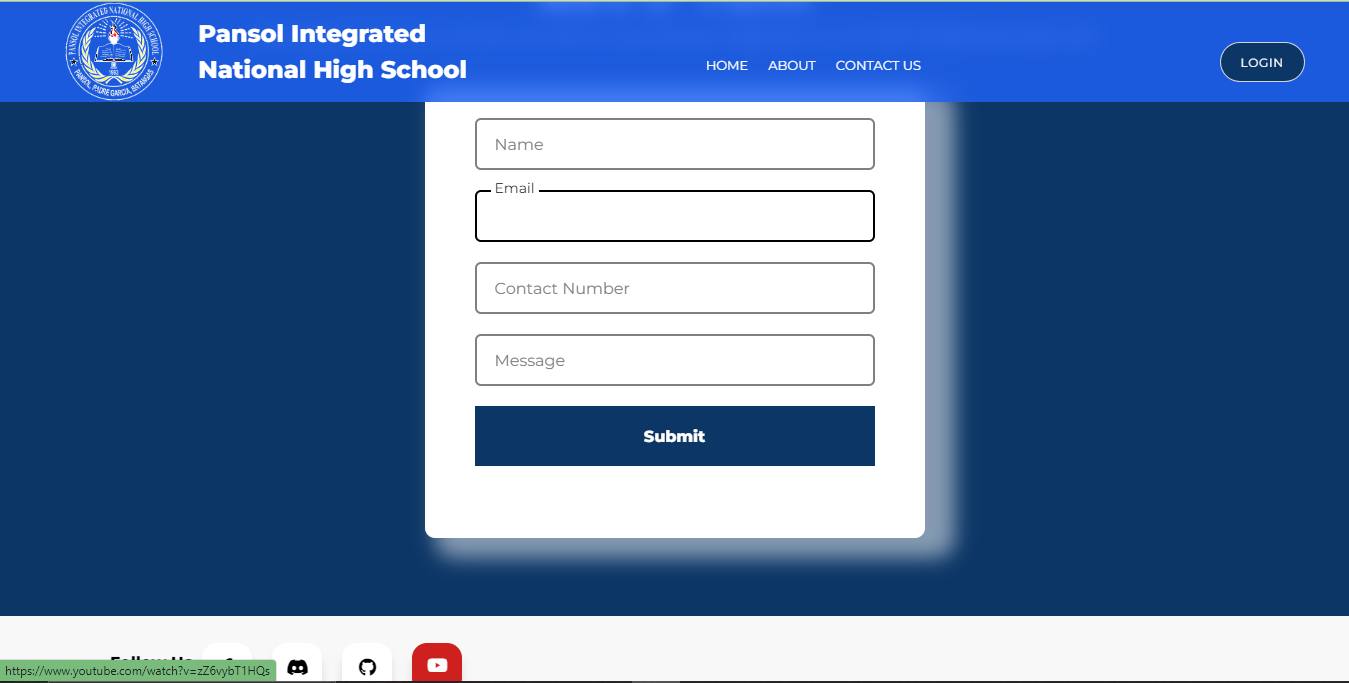 PANSOL INTEGRATED NATIONAL HIGH SCHOOL
1993
PANSOL, PADRE GARCIA, BATANGAS
Pansol Integrated
National High School
HOME ABOUT CONTACT US
LOGIN
Name
Email
Contact Number
Message
Submit
Follow Us
https://www.youtube.com/watch?v=zZ6vybT1HQs